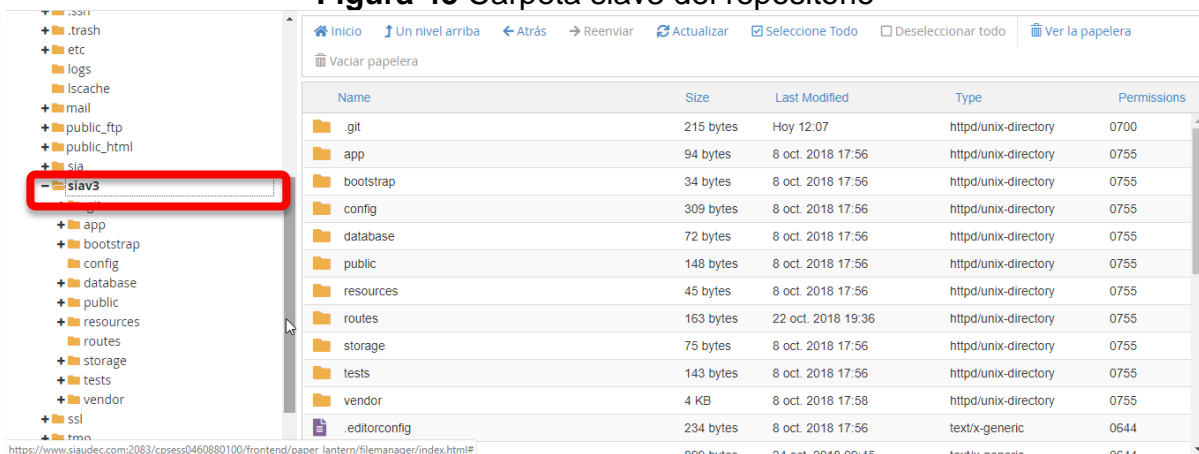 Figura 48 Carpeta siav3 del repositorio
.ssh
.trash
etc
logs
lscache
mail
public_ftp
public_html
sia
siav3
.git
app
bootstrap
config
database
public
resources
routes
storage
tests
vendor
ssl
tmp
Inicio Un nivel arriba Atrás Reenviar Actualizar Seleccione Todo Deseleccionar todo Ver la papelera
Vaciar papelera
Name Size Last Modified Type Permissions
.git 215 bytes Hoy 12:07 httpd/unix-directory 0700
app 94 bytes 8 oct. 2018 17:56 httpd/unix-directory 0755
bootstrap 34 bytes 8 oct. 2018 17:56 httpd/unix-directory 0755
config 309 bytes 8 oct. 2018 17:56 httpd/unix-directory 0755
database 72 bytes 8 oct. 2018 17:56 httpd/unix-directory 0755
public 148 bytes 8 oct. 2018 17:56 httpd/unix-directory 0755
resources 45 bytes 8 oct. 2018 17:56 httpd/unix-directory 0755
routes 163 bytes 22 oct. 2018 19:36 httpd/unix-directory 0755
storage 75 bytes 8 oct. 2018 17:56 httpd/unix-directory 0755
tests 143 bytes 8 oct. 2018 17:56 httpd/unix-directory 0755
vendor 4 KB 8 oct. 2018 17:58 httpd/unix-directory 0755
.editorconfig 234 bytes 8 oct. 2018 17:56 text/x-generic 0644
https://www.siaudec.com:2083/cpsess0460880100/frontend/paper_lantern/filemanager/index.html#